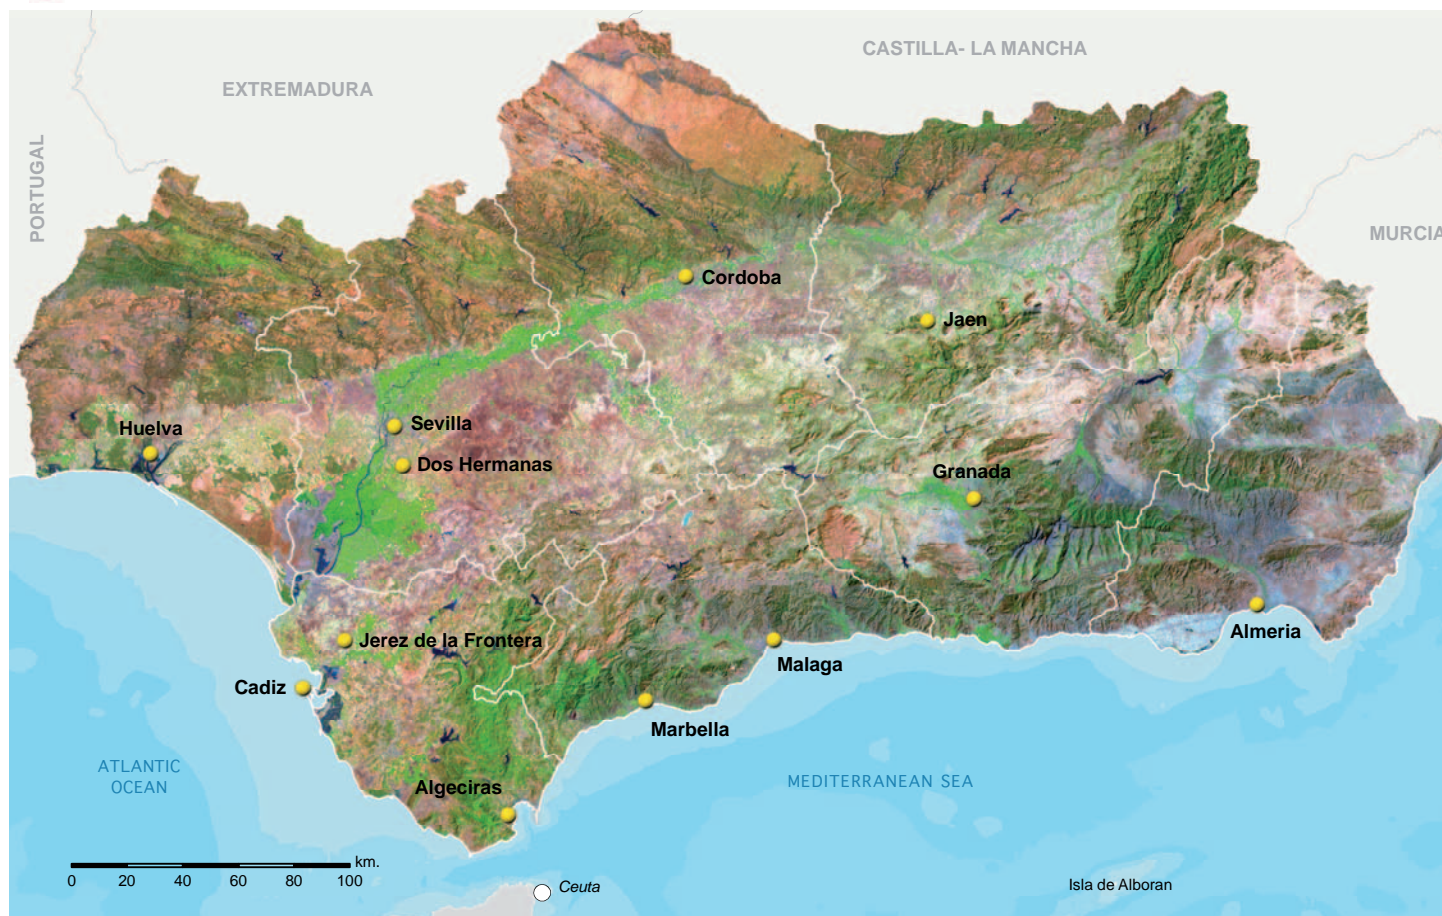 CASTILLA- LA MANCHA
EXTREMADURA
PORTUGAL
MURCIA
Cordoba
Jaen
Sevilla
Huelva
Dos Hermanas
Granada
Almeria
Jerez de la Frontera
Malaga
Cadiz
Marbella
ATLANTIC
OCEAN
MEDITERRANEAN SEA
Algeciras
km.
0 20 40 60 80 100
Ceuta
Isla de Alboran